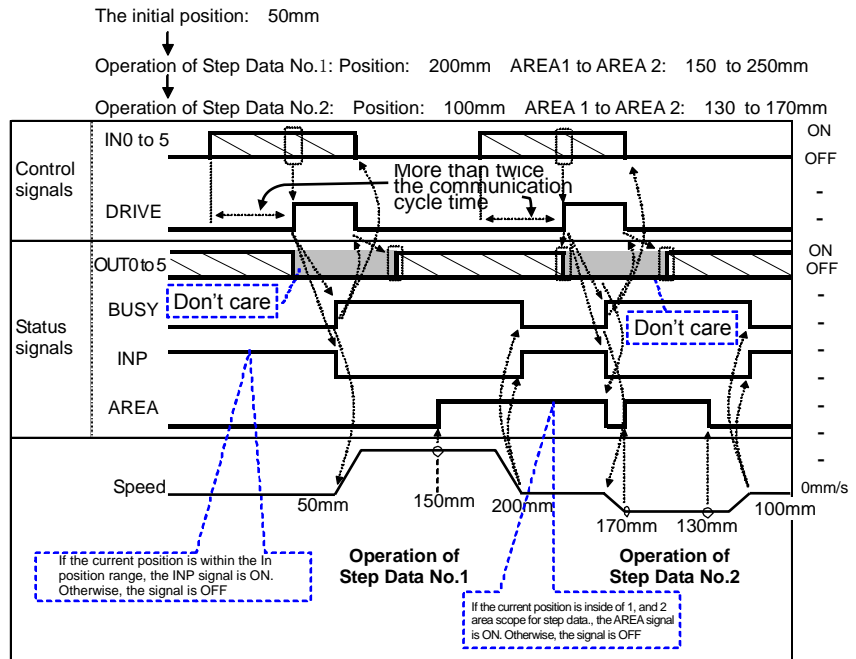 The initial position: 50mm
Operation of Step Data No.1: Position: 200mm AREA1 to AREA 2: 150 to 250mm
Operation of Step Data No.2: Position: 100mm AREA 1 to AREA 2: 130 to 170mm
Control
signals
IN0 to 5
ON
OFF
More than twice
the communication
cycle time
-
DRIVE
-
Status
signals
OUT0 to 5
ON
OFF
Don't care
-
BUSY
Don't care
-
-
INP
-
-
AREA
-
-
Speed
50mm
150mm
200mm
170mm
130mm
100mm
0mm/s
If the current position is within the In
position range, the INP signal is ON.
Otherwise, the signal is OFF
Operation of
Step Data No.1
Operation of
Step Data No.2
If the current position is inside of 1, and 2
area scope for step data., the AREA signal
is ON. Otherwise, the signal is OFF